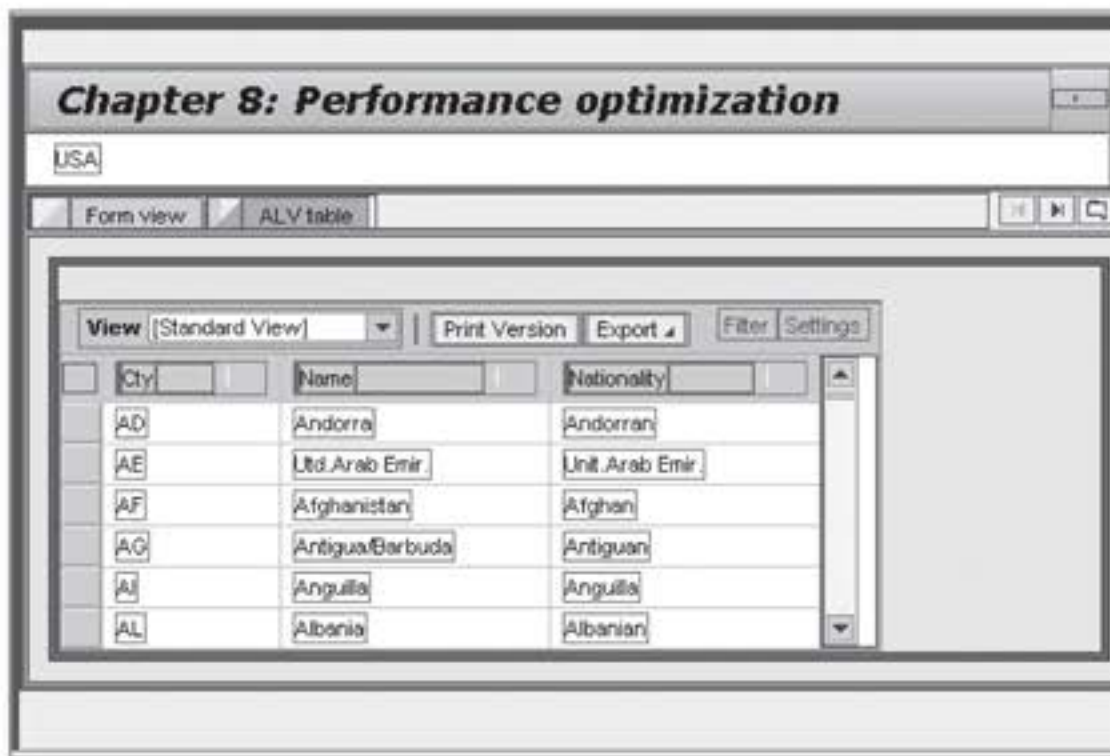 Chapter 8: Performance optimization
USA
Form view ALV table
View [Standard View] Print Version Export Filter Settings
Cty Name Nationality
AD Andorra Andorran
AE Utd.Arab Emir. Unit.Arab Emir.
AF Afghanistan Afghan
AG Antigua/Barbuda Antiguan
AI Anguilla Anguilla
AL Albania Albanian